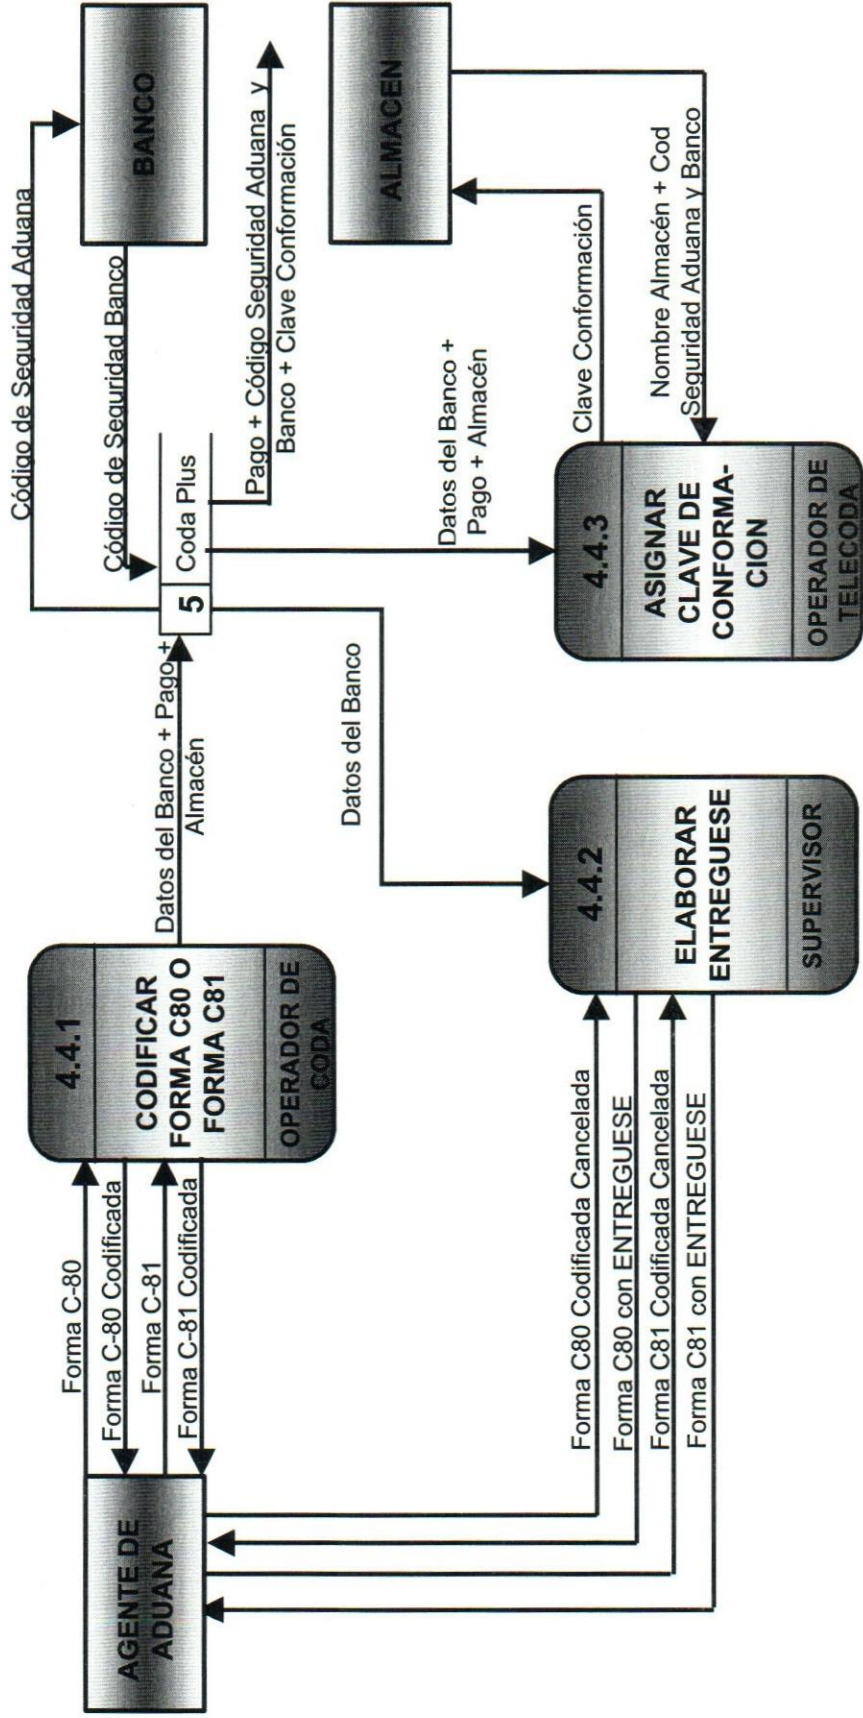 Código de Seguridad Aduana
BANCO
Código de Seguridad Banco
AGENTE DE
ADUANA
Forma C-80
Forma C-80 Codificada
Forma C-81
Forma C-81 Codificada
4.4.1
CODIFICAR
FORMA C80 O
FORMA C81
OPERADOR DE
CODA
Datos del Banco + Pago +
Almacén
5
Coda Plus
Pago + Código Seguridad Aduana y
Banco + Clave Conformación
ALMACEN
Datos del Banco
Datos del Banco +
Pago + Almacén
Clave Conformación
Nombre Almacén + Cod
Seguridad Aduana y Banco
Forma C80 Codificada Cancelada
Forma C80 con ENTREGUESE
Forma C81 Codificada Cancelada
Forma C81 con ENTREGUESE
4.4.2
ELABORAR
ENTREGUESE
SUPERVISOR
4.4.3
ASIGNAR
CLAVE DE
CONFORMA-
CION
OPERADOR DE
TELECODA